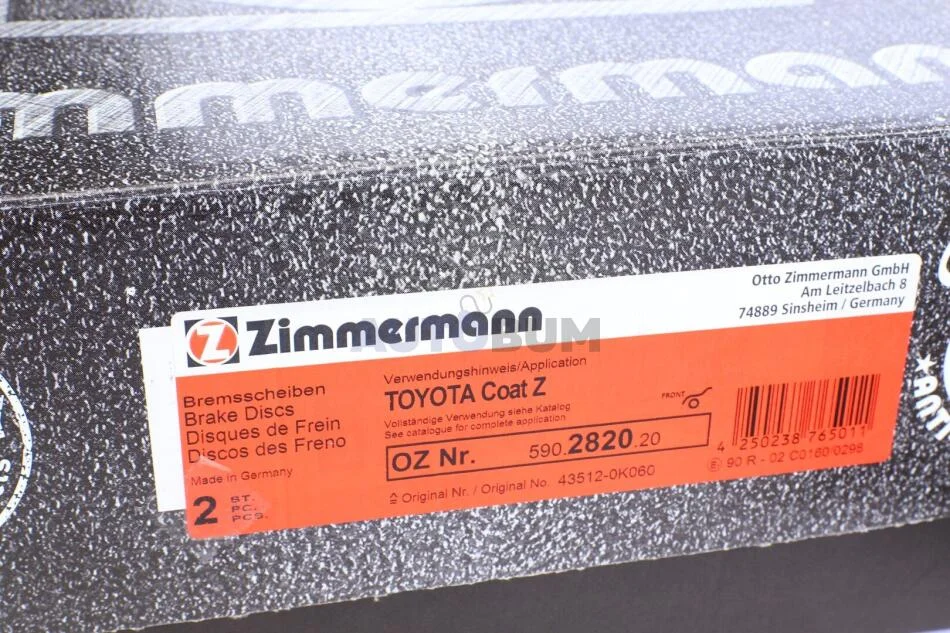 mmermann
Zimmermann
Otto Zimmermann GmbH
Am Leitzelbach 8
74889 Sinsheim / Germany
AUTOBUM
Bremsscheiben
Brake Discs
Disques de Frein
Discos des Freno
Made in Germany
2 ST.
PC.
PCS.
Verwendungshinweis/Application
TOYOTA Coat Z
Vollständige Verwendung siehe Katalog
See catalogue for complete application
FRONT
OZ Nr. 590.2820.20
≙ Original Nr. / Original No. 43512-0K060
4 250238 765011
E 90 R - 02 C0160/0298